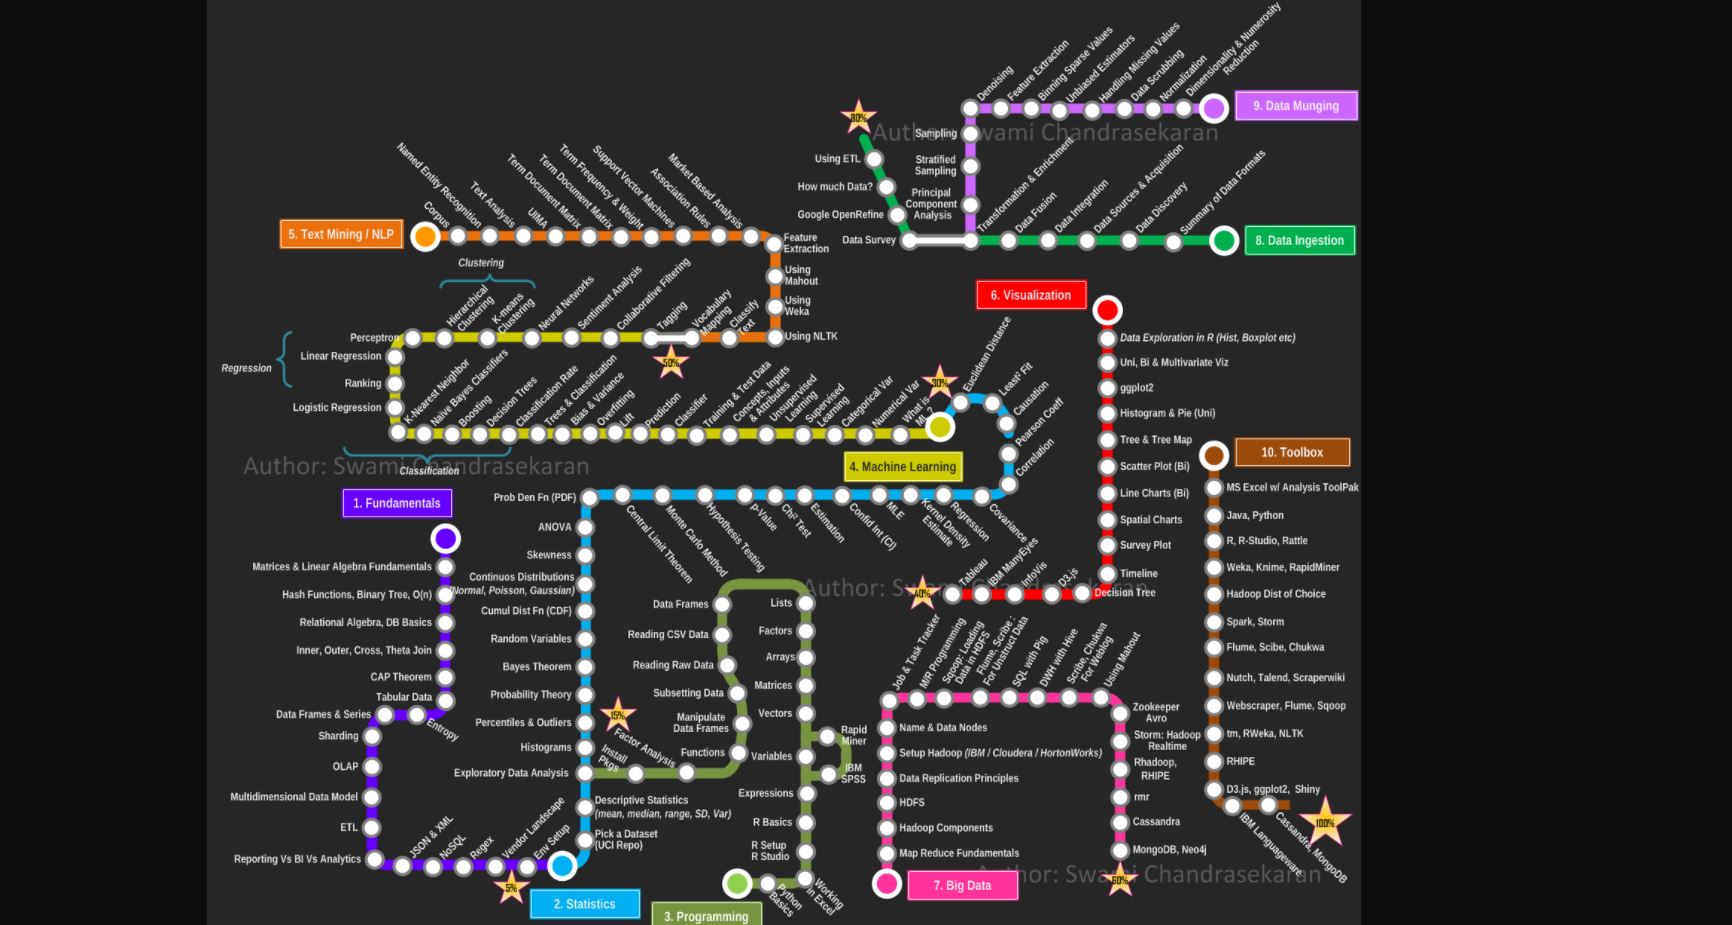 9. Data Munging
Denoising
Feature Extraction
Binning Sparse Values
Unbiased Estimators
Handling Missing Values
Data Scrubbing
Normalization
Dimensionality & Numerosity
Reduction
80%
Author: Swami Chandrasekaran
Sampling
Stratified
Sampling
Principal
Component
Analysis
Using ETL
How much Data?
Google OpenRefine
Data Survey
Transformation & Enrichment
Data Fusion
Data Integration
Data Sources & Acquisition
Data Discovery
Summary of Data Formats
8. Data Ingestion
5. Text Mining / NLP
Corpus
Named Entity Recognition
Text Analysis
UIMA
Term Document Matrix
Term Document Matrix
Term Frequency & Weight
Support Vector Machines
Association Rules
Market Based Analysis
Feature
Extraction
Using
Mahout
Using
Weka
Using NLTK
Classify
Text
Vocabulary
Mapping
Tagging
50%
Collaborative Filtering
Sentiment Analysis
Neural Networks
Clustering
K-means
Clustering
Hierarchical
Clustering
Perceptron
Regression
Linear Regression
Ranking
Logistic Regression
K-Nearest Neighbor
Naive Bayes Classifiers
Boosting
Decision Trees
Classification Rate
Trees & Classification
Bias & Variance
Overfitting
Lift
Prediction
Classifier
Training & Test Data
Concepts, Inputs
& Attributes
Unsupervised
Learning
Supervised
Learning
Categorical Var
Numerical Var
What is
ML?
30%
Classification
Author: Swami Chandrasekaran
4. Machine Learning
Euclidean Distance
Least² Fit
Causation
Pearson Coeff
Correlation
Covariance
Regression
Kernel Density
Estimate
MLE
Confid Int (CI)
Estimation
Chi² Test
p-Value
Hypothesis Testing
Monte Carlo Method
Central Limit Theorem
Prob Den Fn (PDF)
ANOVA
Skewness
Continuos Distributions
(Normal, Poisson, Gaussian)
Cumul Dist Fn (CDF)
Random Variables
Bayes Theorem
Probability Theory
Percentiles & Outliers
Histograms
Exploratory Data Analysis
Descriptive Statistics
(mean, median, range, SD, Var)
Pick a Dataset
(UCI Repo)
2. Statistics
1. Fundamentals
Matrices & Linear Algebra Fundamentals
Hash Functions, Binary Tree, O(n)
Relational Algebra, DB Basics
Inner, Outer, Cross, Theta Join
CAP Theorem
Tabular Data
Entropy
Data Frames & Series
Sharding
OLAP
Multidimensional Data Model
ETL
Reporting Vs BI Vs Analytics
JSON & XML
NoSQL
Regex
Vendor Landscape
Env Setup
5%
15%
Install
Pkgs
Factor Analysis
Functions
Manipulate
Data Frames
Subsetting Data
Reading Raw Data
Reading CSV Data
Data Frames
Lists
Factors
Arrays
Matrices
Vectors
Variables
Rapid
Miner
IBM
SPSS
Expressions
R Basics
R Setup
R Studio
Working
in Excel
Python
Basics
3. Programming
6. Visualization
Data Exploration in R (Hist, Boxplot etc)
Uni, Bi & Multivariate Viz
ggplot2
Histogram & Pie (Uni)
Tree & Tree Map
Scatter Plot (Bi)
Line Charts (Bi)
Spatial Charts
Survey Plot
Timeline
Decision Tree
D3.js
InfoVis
IBM ManyEyes
Tableau
40%
Author: Swami Chandrasekaran
7. Big Data
Map Reduce Fundamentals
Hadoop Components
HDFS
Data Replication Principles
Setup Hadoop (IBM / Cloudera / HortonWorks)
Name & Data Nodes
Job & Task Tracker
M/R Programming
Sqoop: Loading
Data in HDFS
Flume, Scribe :
For Unstruct Data
SQL with Pig
DWH with Hive
Scribe, Chukwa
For Weblog
Using Mahout
Zookeeper
Avro
Storm: Hadoop
Realtime
Rhadoop,
RHIPE
rmr
Cassandra
MongoDB, Neo4j
60%
Author: Swami Chandrasekaran
10. Toolbox
MS Excel w/ Analysis ToolPak
Java, Python
R, R-Studio, Rattle
Weka, Knime, RapidMiner
Hadoop Dist of Choice
Spark, Storm
Flume, Scibe, Chukwa
Nutch, Talend, Scraperwiki
Webscraper, Flume, Sqoop
tm, RWeka, NLTK
RHIPE
D3.js, ggplot2, Shiny
IBM Languageware
Cassandra, MongoDB
100%